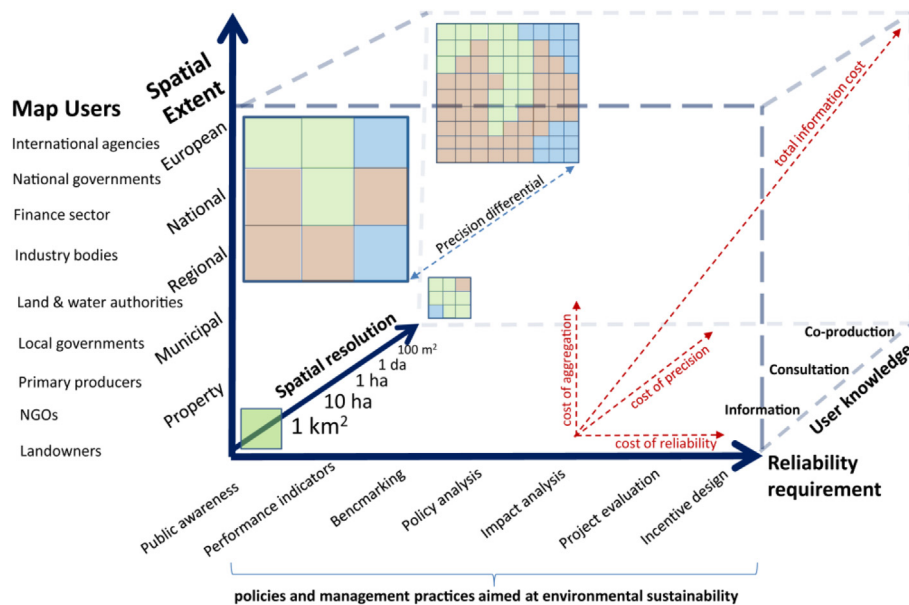 Spatial
Extent
Map Users
International agencies
National governments
Finance sector
Industry bodies
Land & water authorities
Local governments
Primary producers
NGOs
Landowners
European
National
Regional
Municipal
Property
Precision differential
total information cost
Spatial resolution
100 m²
1 da
1 ha
10 ha
1 km²
cost of aggregation
cost of precision
cost of reliability
Co-production
Consultation
Information
User knowledge
Reliability
requirement
Public awareness
Performance indicators
Bencmarking
Policy analysis
Impact analysis
Project evaluation
Incentive design
policies and management practices aimed at environmental sustainability